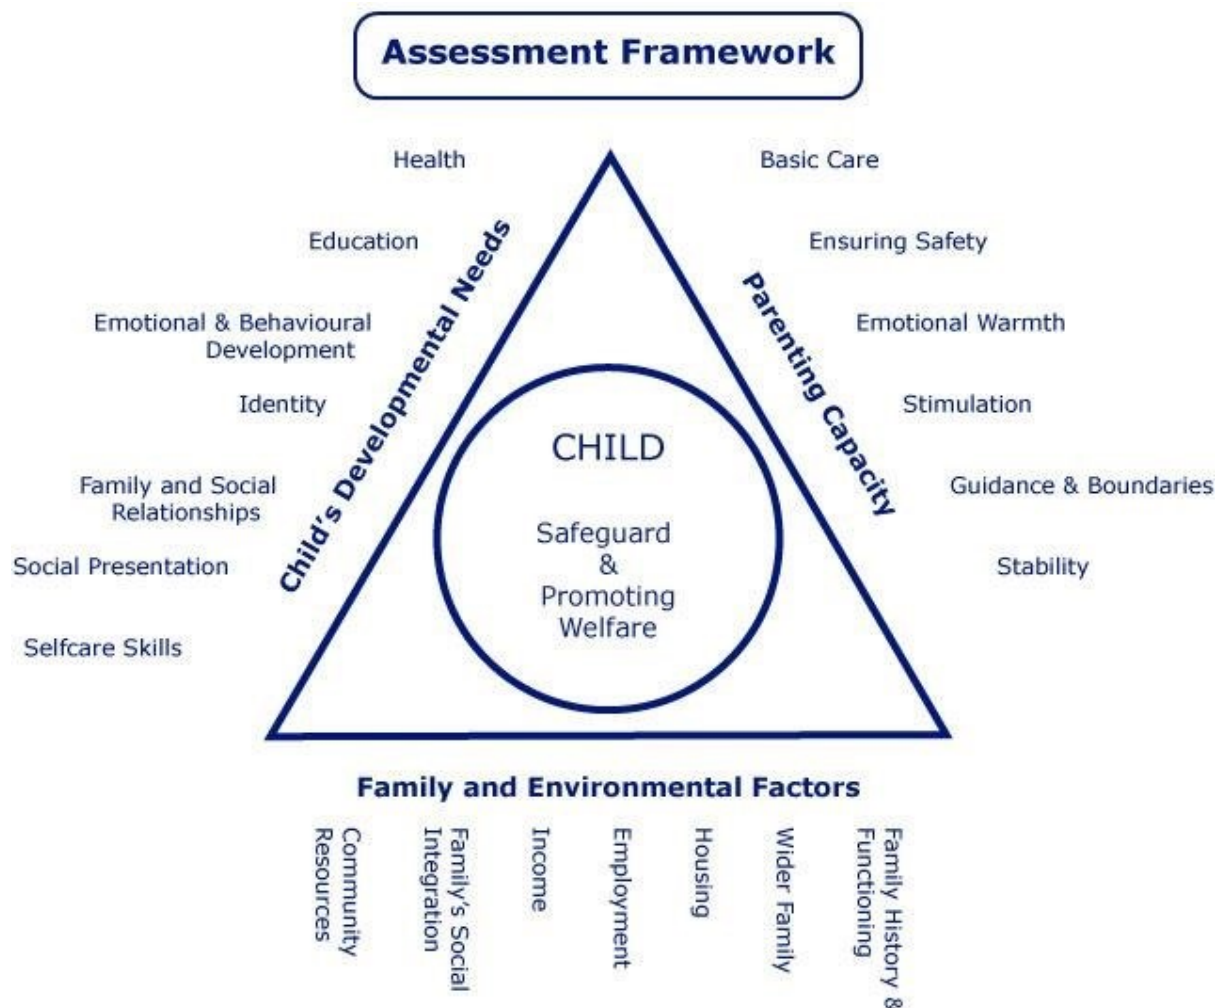 Assessment Framework
Health
Education
Emotional & Behavioural
Development
Identity
Family and Social
Relationships
Social Presentation
Selfcare Skills
Child's Developmental Needs
Basic Care
Ensuring Safety
Emotional Warmth
Stimulation
Guidance & Boundaries
Stability
Parenting Capacity
CHILD
Safeguard
&
Promoting
Welfare
Family and Environmental Factors
Community
Resources
Family's Social
Integration
Income
Employment
Housing
Wider Family
Family History &
Functioning